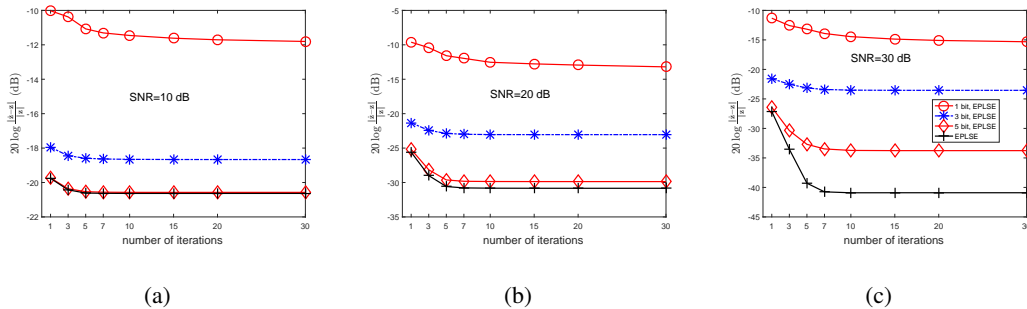 -10
-12
-14
-16
-18
-20
-22
20 log |ẑ−z| / |z| (dB)
SNR=10 dB
1 3 5 7 10 15 20 30
number of iterations
(a)
-5
-10
-15
-20
-25
-30
-35
20 log |ẑ−z| / |z| (dB)
SNR=20 dB
1 3 5 7 10 15 20 30
number of iterations
(b)
-10
-15
-20
-25
-30
-35
-40
-45
20 log |ẑ−z| / |z| (dB)
SNR=30 dB
1 bit, EPLSE
3 bit, EPLSE
5 bit, EPLSE
EPLSE
1 3 5 7 10 15 20 30
number of iterations
(c)